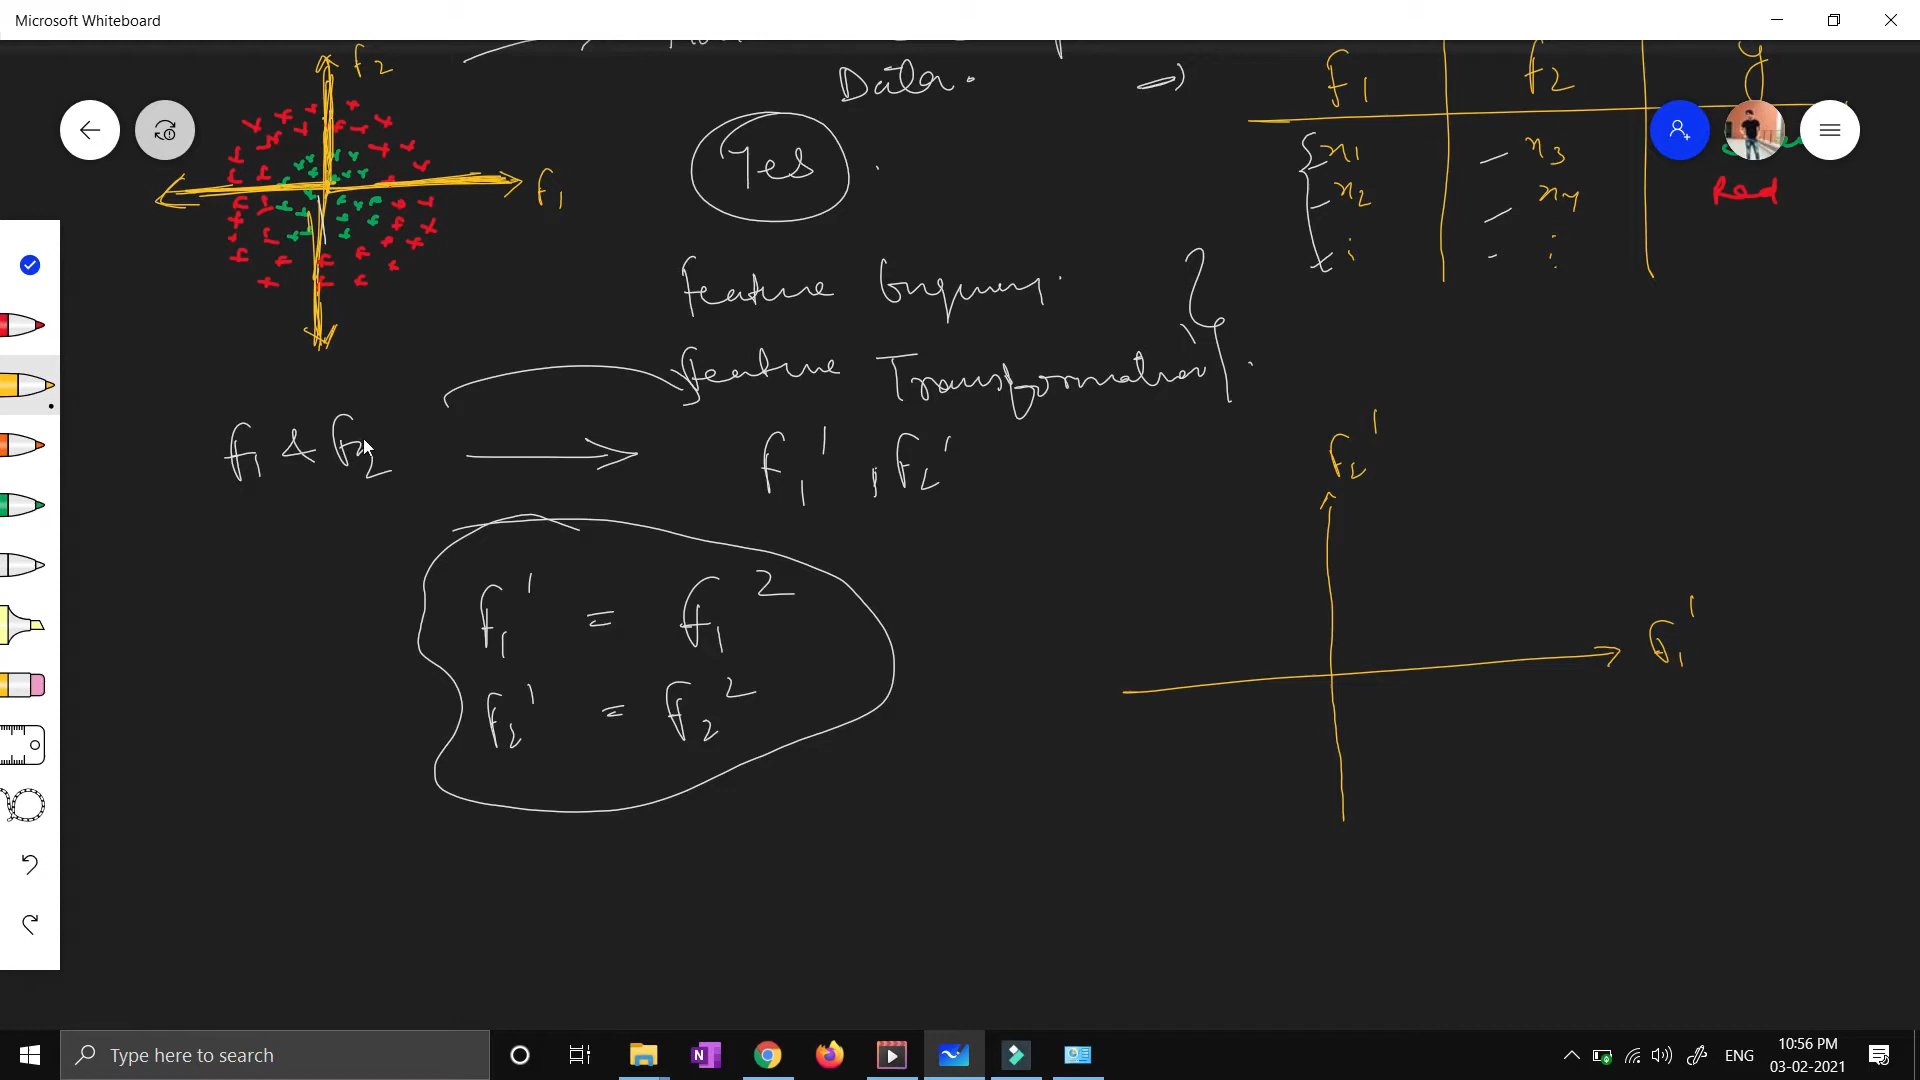 Microsoft Whiteboard
f2
Data.
f1 f2 y
Yes.
x1 x3
f1
x2 x4
Red
feature
feature Transformation.
f1 & f2 → f1', f2'
f2'
f1' = f1²
f1'
f2' = f2²
Type here to search
ENG
10:56 PM
03-02-2021